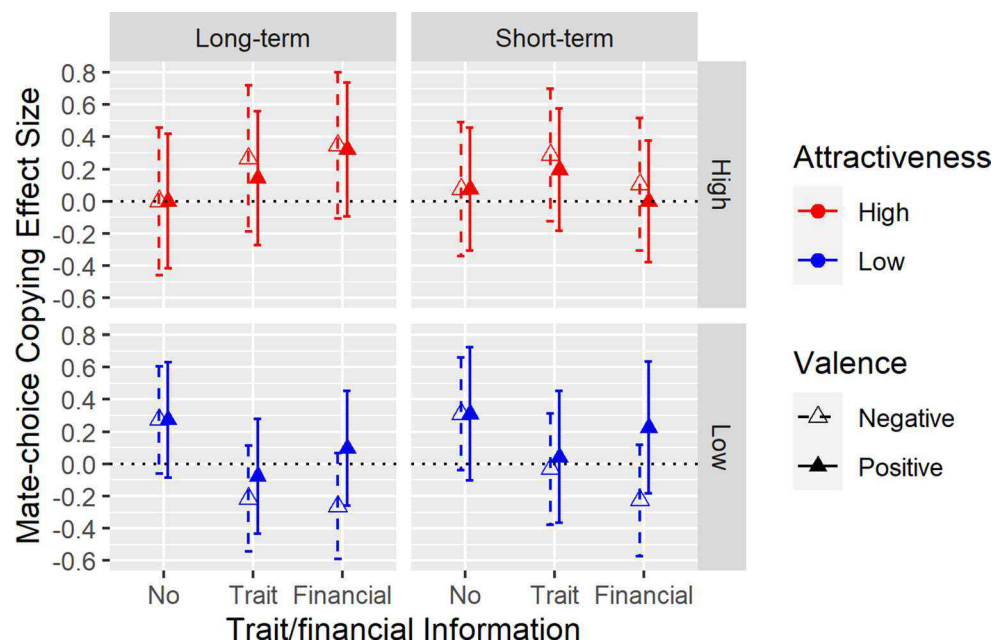 Long-term
Short-term
Mate-choice Copying Effect Size
0.8
0.6
0.4
0.2
0.0
-0.2
-0.4
-0.6
High
0.8
0.6
0.4
0.2
0.0
-0.2
-0.4
-0.6
Low
No Trait Financial
No Trait Financial
Trait/financial Information
Attractiveness
High
Low
Valence
Negative
Positive